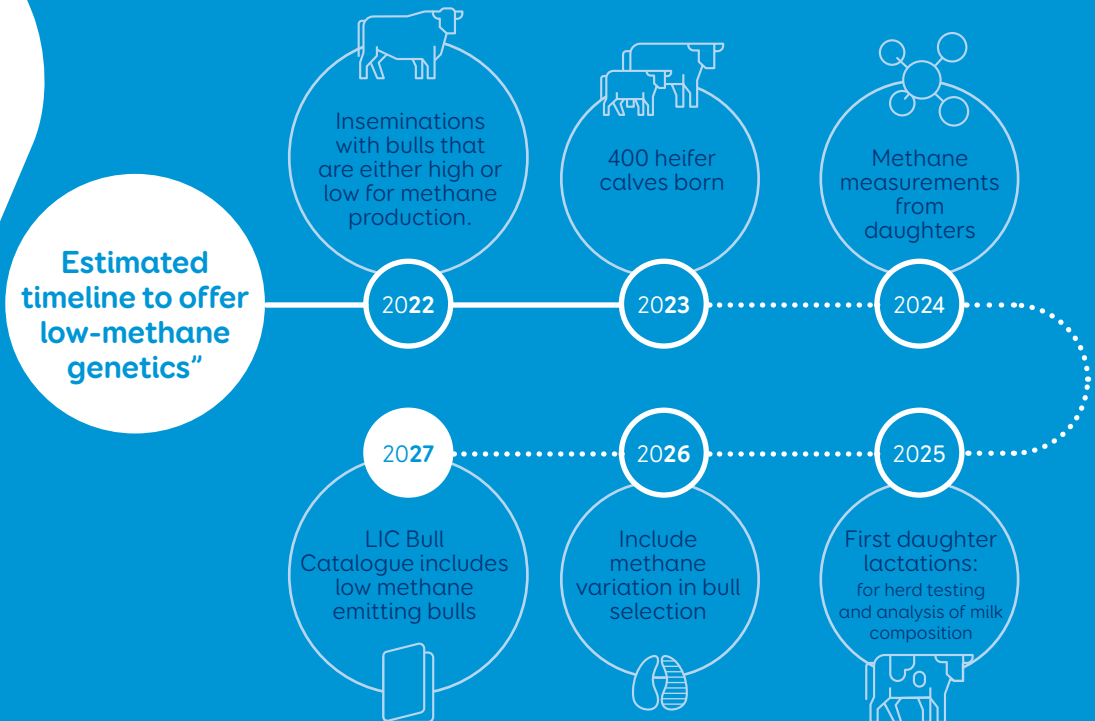 Estimated
timeline to offer
low-methane
genetics”
Inseminations
with bulls that
are either high or
low for methane
production.
2022
400 heifer
calves born
2023
Methane
measurements
from
daughters
2024
2025
First daughter
lactations:
for herd testing
and analysis of milk
composition
2026
Include
methane
variation in bull
selection
2027
LIC Bull
Catalogue includes
low methane
emitting bulls